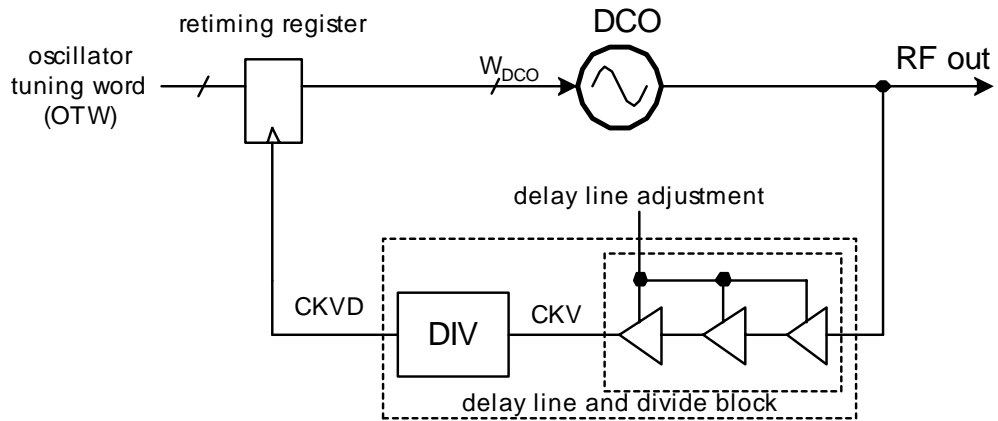 retiming register
DCO
oscillator
tuning word
(OTW)
W_DCO
RF out
delay line adjustment
CKVD
DIV
CKV
delay line and divide block